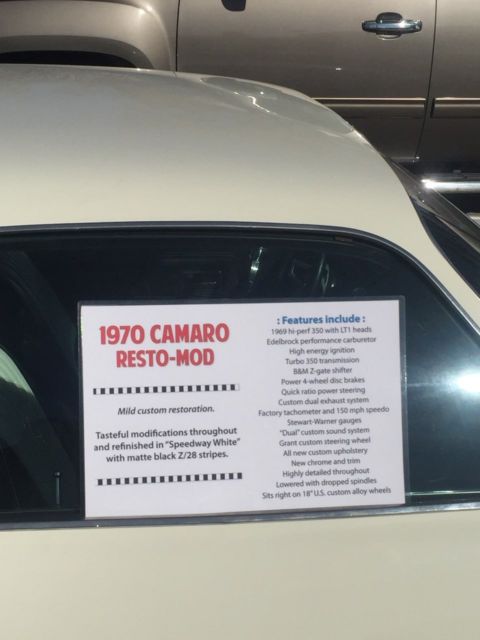 1970 CAMARO
RESTO-MOD
Mild custom restoration.
Tasteful modifications throughout
and refinished in "Speedway White"
with matte black Z/28 stripes.
: Features include :
1969 hi-perf 350 with LT1 heads
Edelbrock performance carburetor
High energy ignition
Turbo 350 transmission
B&M Z-gate shifter
Power 4-wheel disc brakes
Quick ratio power steering
Custom dual exhaust system
Factory tachometer and 150 mph speedo
Stewart-Warner gauges
"Dual" custom sound system
Grant custom steering wheel
All new custom upholstery
New chrome and trim
Highly detailed throughout
Lowered with dropped spindles
Sits right on 18" U.S. custom alloy wheels